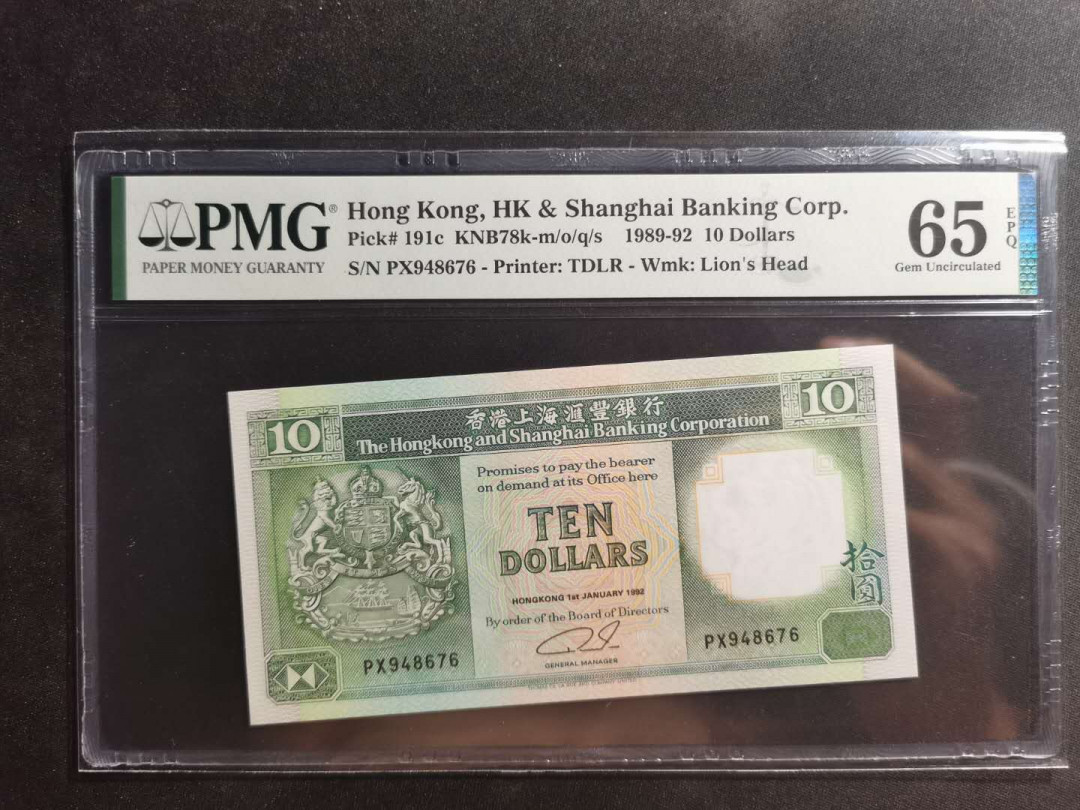 PMG®
PAPER MONEY GUARANTY
Hong Kong, HK & Shanghai Banking Corp.
Pick# 191c KNB78k-m/o/q/s 1989-92 10 Dollars
S/N PX948676 - Printer: TDLR - Wmk: Lion's Head
65
Gem Uncirculated
EPQ
10
香港上海滙豐銀行
10
The Hongkong and Shanghai Banking Corporation
Promises to pay the bearer
on demand at its Office here
TEN
DOLLARS
拾圓
HONGKONG 1st JANUARY 1992
By order of the Board of Directors
PX948676
PX948676
GENERAL MANAGER